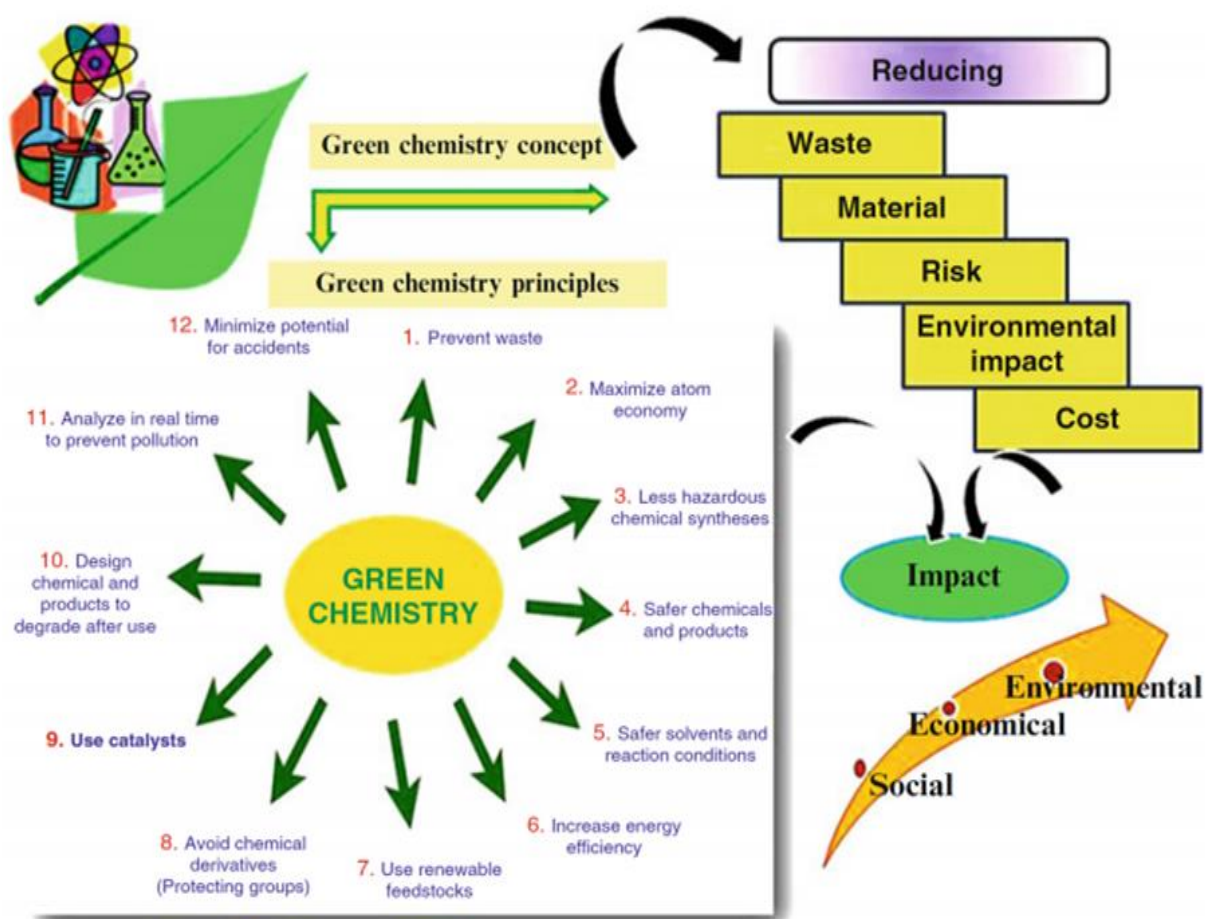 Green chemistry concept
Green chemistry principles
Reducing
Waste
Material
Risk
Environmental
impact
Cost
12. Minimize potential
for accidents
1. Prevent waste
2. Maximize atom
economy
11. Analyze in real time
to prevent pollution
3. Less hazardous
chemical syntheses
10. Design
chemical and
products to
degrade after use
GREEN
CHEMISTRY
4. Safer chemicals
and products
9. Use catalysts
5. Safer solvents and
reaction conditions
8. Avoid chemical
derivatives
(Protecting groups)
7. Use renewable
feedstocks
6. Increase energy
efficiency
Impact
Environmental
Economical
Social